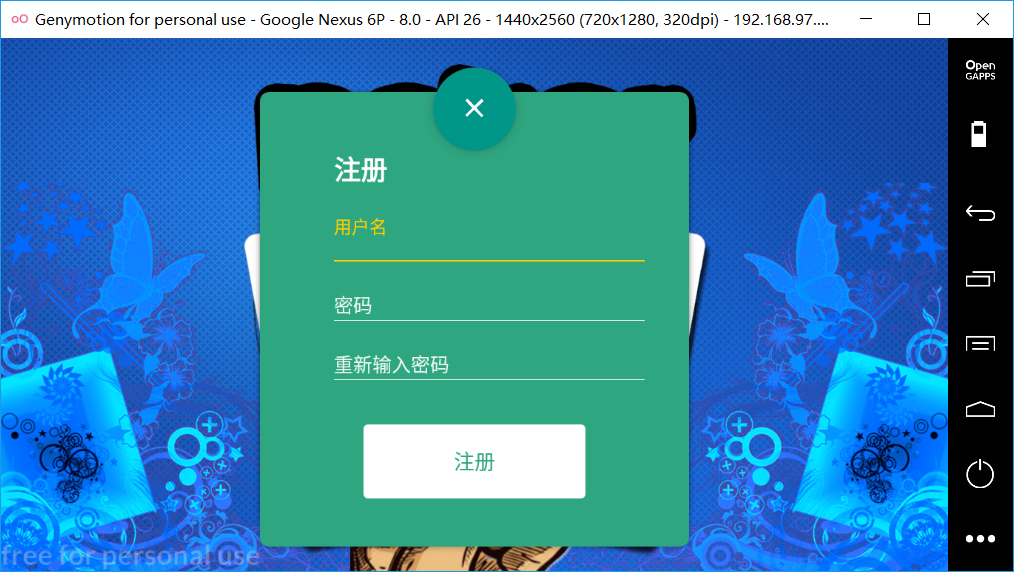 Genymotion for personal use - Google Nexus 6P - 8.0 - API 26 - 1440x2560 (720x1280, 320dpi) - 192.168.97....
Open
GAPPS
注册
用户名
密码
重新输入密码
注册
free for personal use